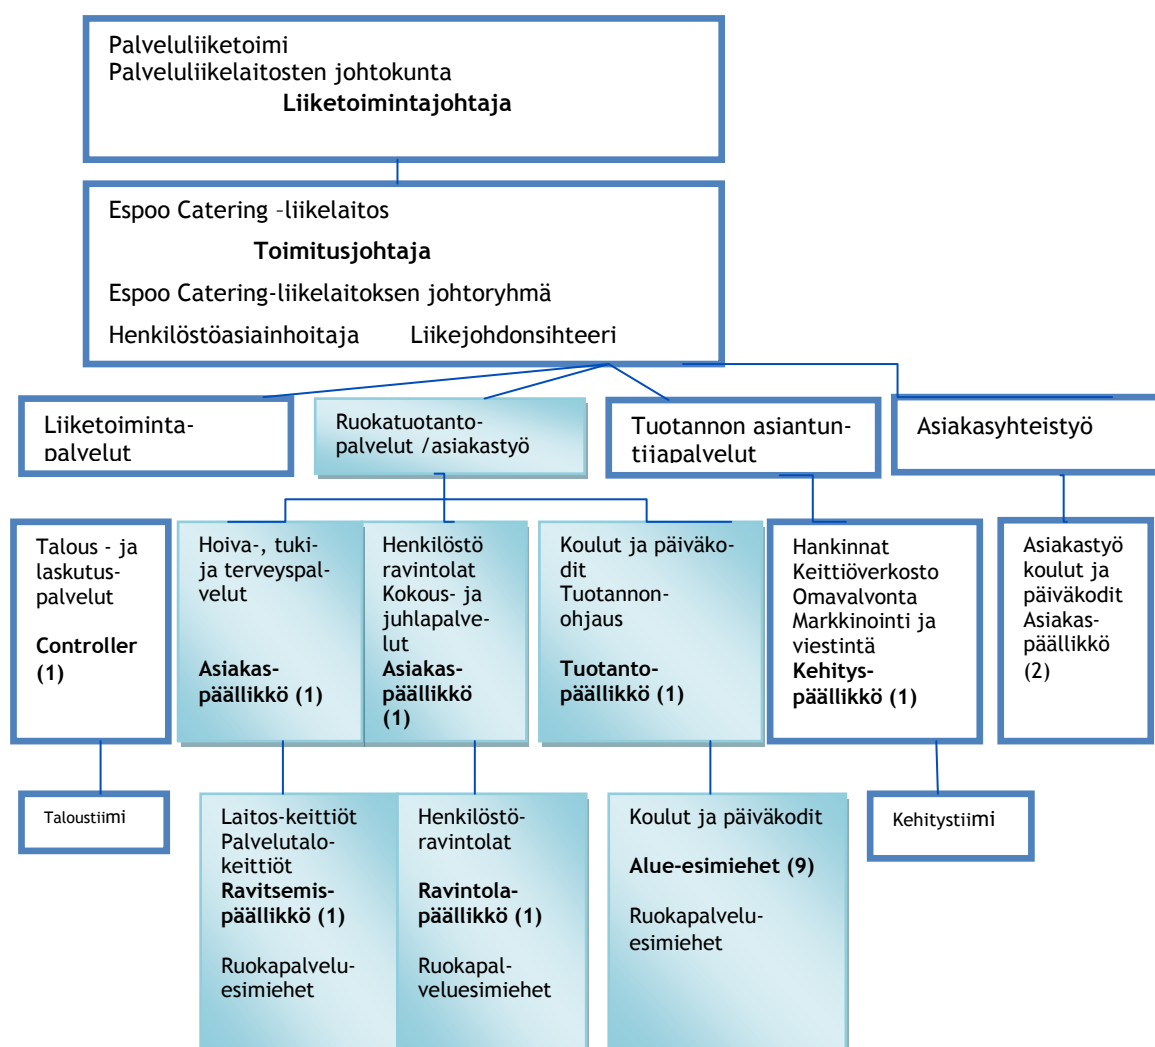 Palveluliiketoimi
Palveluliikelaitosten johtokunta
Liiketoimintajohtaja
Espoo Catering –liikelaitos
Toimitusjohtaja
Espoo Catering-liikelaitoksen johtoryhmä
Henkilöstöasiainhoitaja Liikejohdonsihteeri
Liiketoiminta-
palvelut
Ruokatuotanto-
palvelut /asiakastyö
Tuotannon asiantun-
tijapalvelut
Asiakasyhteistyö
Talous - ja
laskutus-
palvelut
Controller
(1)
Hoiva-, tuki-
ja terveyspal-
velut
Asiakas-
päällikkö (1)
Henkilöstö
ravintolat
Kokous- ja
juhlapalve-
lut
Asiakas-
päällikkö
(1)
Koulut ja päiväko-
dit
Tuotannon-
ohjaus
Tuotanto-
päällikkö (1)
Hankinnat
Keittiöverkosto
Omavalvonta
Markkinointi ja
viestintä
Kehitys-
päällikkö (1)
Asiakastyö
koulut ja
päiväkodit
Asiakas-
päällikkö
(2)
Taloustiimi
Laitos-keittiöt
Palvelutalo-
keittiöt
Ravitsemis-
päällikkö (1)
Ruokapalvelu-
esimiehet
Henkilöstö-
ravintolat
Ravintola-
päällikkö (1)
Ruokapal-
veluesimiehet
Koulut ja päiväkodit
Alue-esimiehet (9)
Ruokapalvelu-
esimiehet
Kehitystiimi